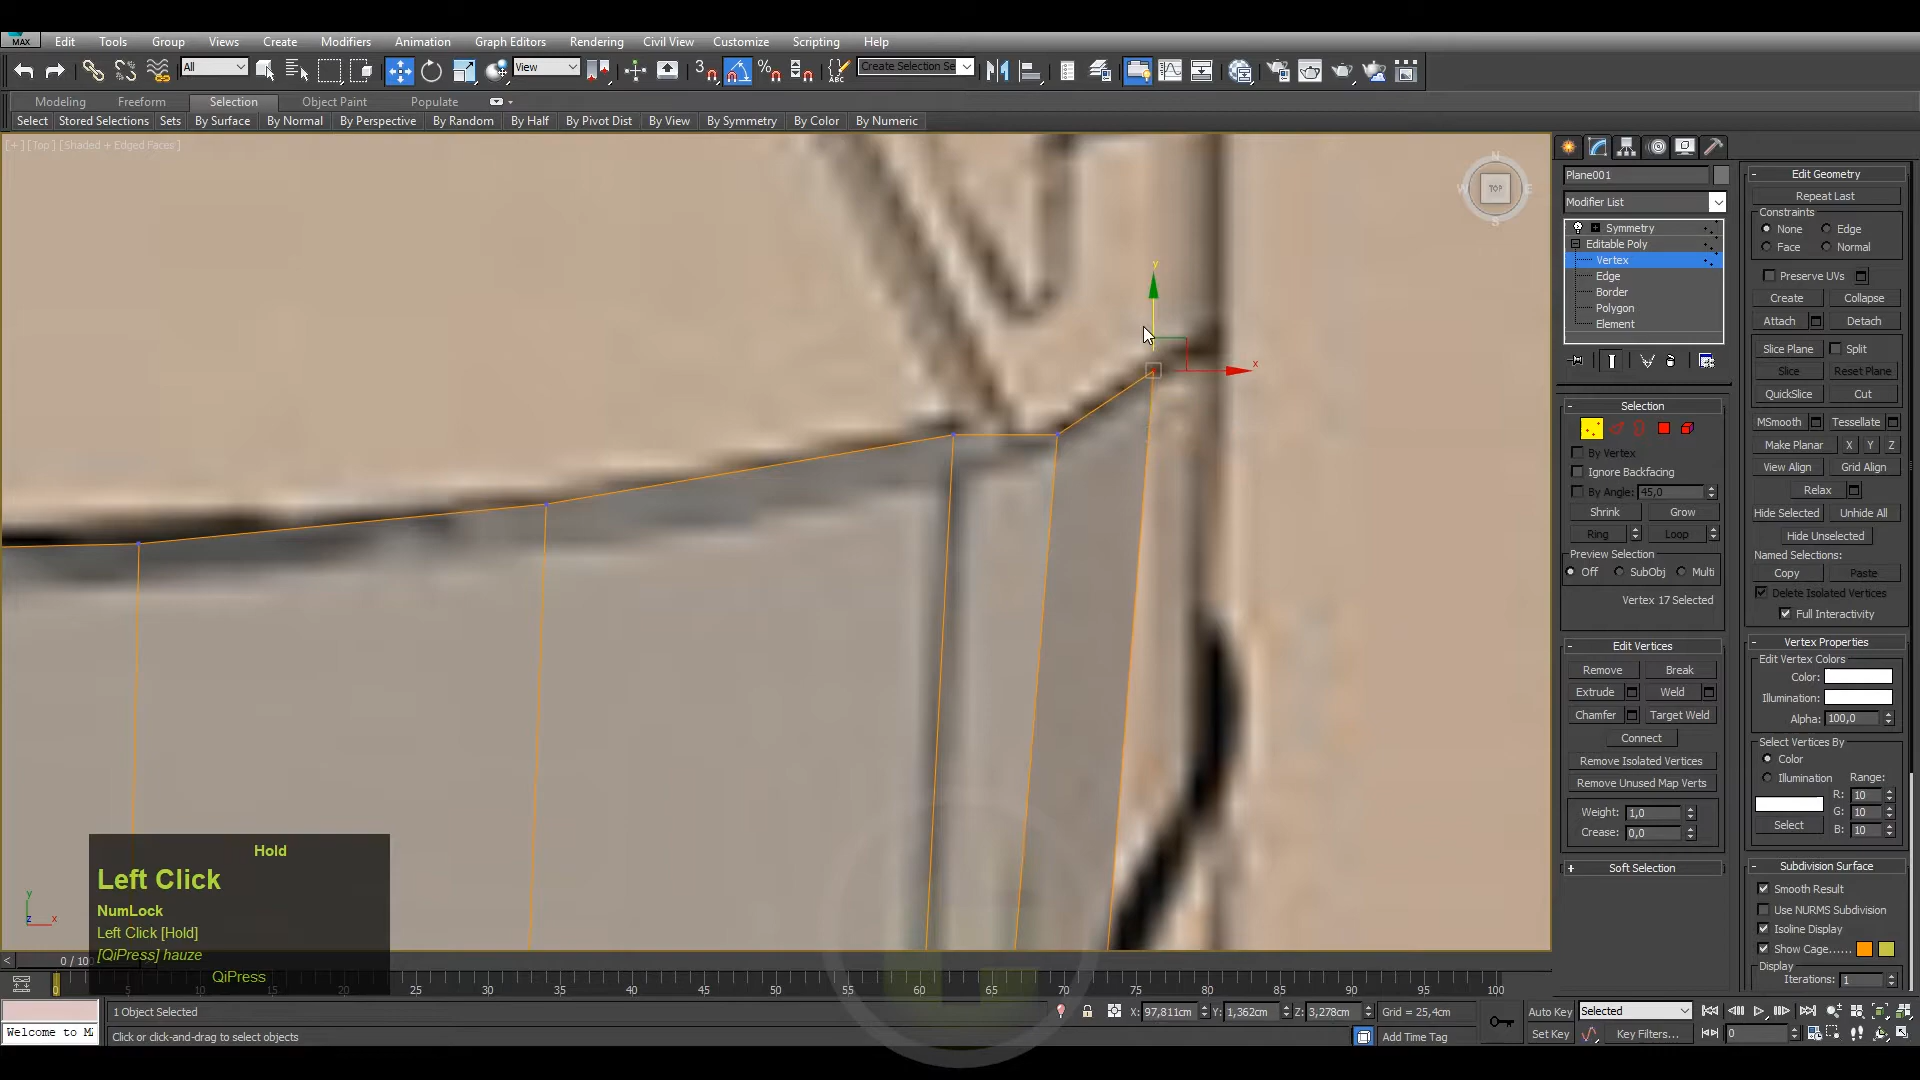 MAX
Edit Tools Group Views Create Modifiers Animation Graph Editors Rendering Civil View Customize Scripting Help
All View 3 % ABC Create Selection Se
Modeling Freeform Selection Object Paint Populate
Select Stored Selections Sets By Surface By Normal By Perspective By Random By Half By Pivot Dist By View By Symmetry By Color By Numeric
[+] [Top] [Shaded + Edged Faces]
N
W TOP E
S
y
x
Plane001
Modifier List
Symmetry
Editable Poly
Vertex
Edge
Border
Polygon
Element
- Selection
By Vertex
Ignore Backfacing
By Angle: 45,0
Shrink Grow
Ring Loop
Preview Selection
Off SubObj Multi
Vertex 17 Selected
- Edit Vertices
Remove Break
Extrude Weld
Chamfer Target Weld
Connect
Remove Isolated Vertices
Remove Unused Map Verts
Weight: 1,0
Crease: 0,0
+ Soft Selection
- Edit Geometry
Repeat Last
Constraints
None Edge
Face Normal
Preserve UVs
Create Collapse
Attach Detach
Slice Plane Split
Slice Reset Plane
QuickSlice Cut
MSmooth Tessellate
Make Planar X Y Z
View Align Grid Align
Relax
Hide Selected Unhide All
Hide Unselected
Named Selections:
Copy Paste
Delete Isolated Vertices
Full Interactivity
- Vertex Properties
Edit Vertex Colors
Color:
Illumination:
Alpha: 100,0
Select Vertices By
Color
Illumination Range:
R: 10
G: 10
B: 10
Select
- Subdivision Surface
Smooth Result
Use NURMS Subdivision
Isoline Display
Show Cage......
Display
Iterations: 1
Hold
Left Click
NumLock
Left Click [Hold]
[QiPress] hauze
QiPress
y
z x
< 0 / 100
0 20 25 30 35 40 45 50 55 60 65 70 75 80 85 90 95 100
1 Object Selected X: 97,811cm Y: 1,362cm Z: 3,278cm Grid = 25,4cm Auto Key Selected
Welcome to M Click or click-and-drag to select objects Add Time Tag Set Key Key Filters... 0